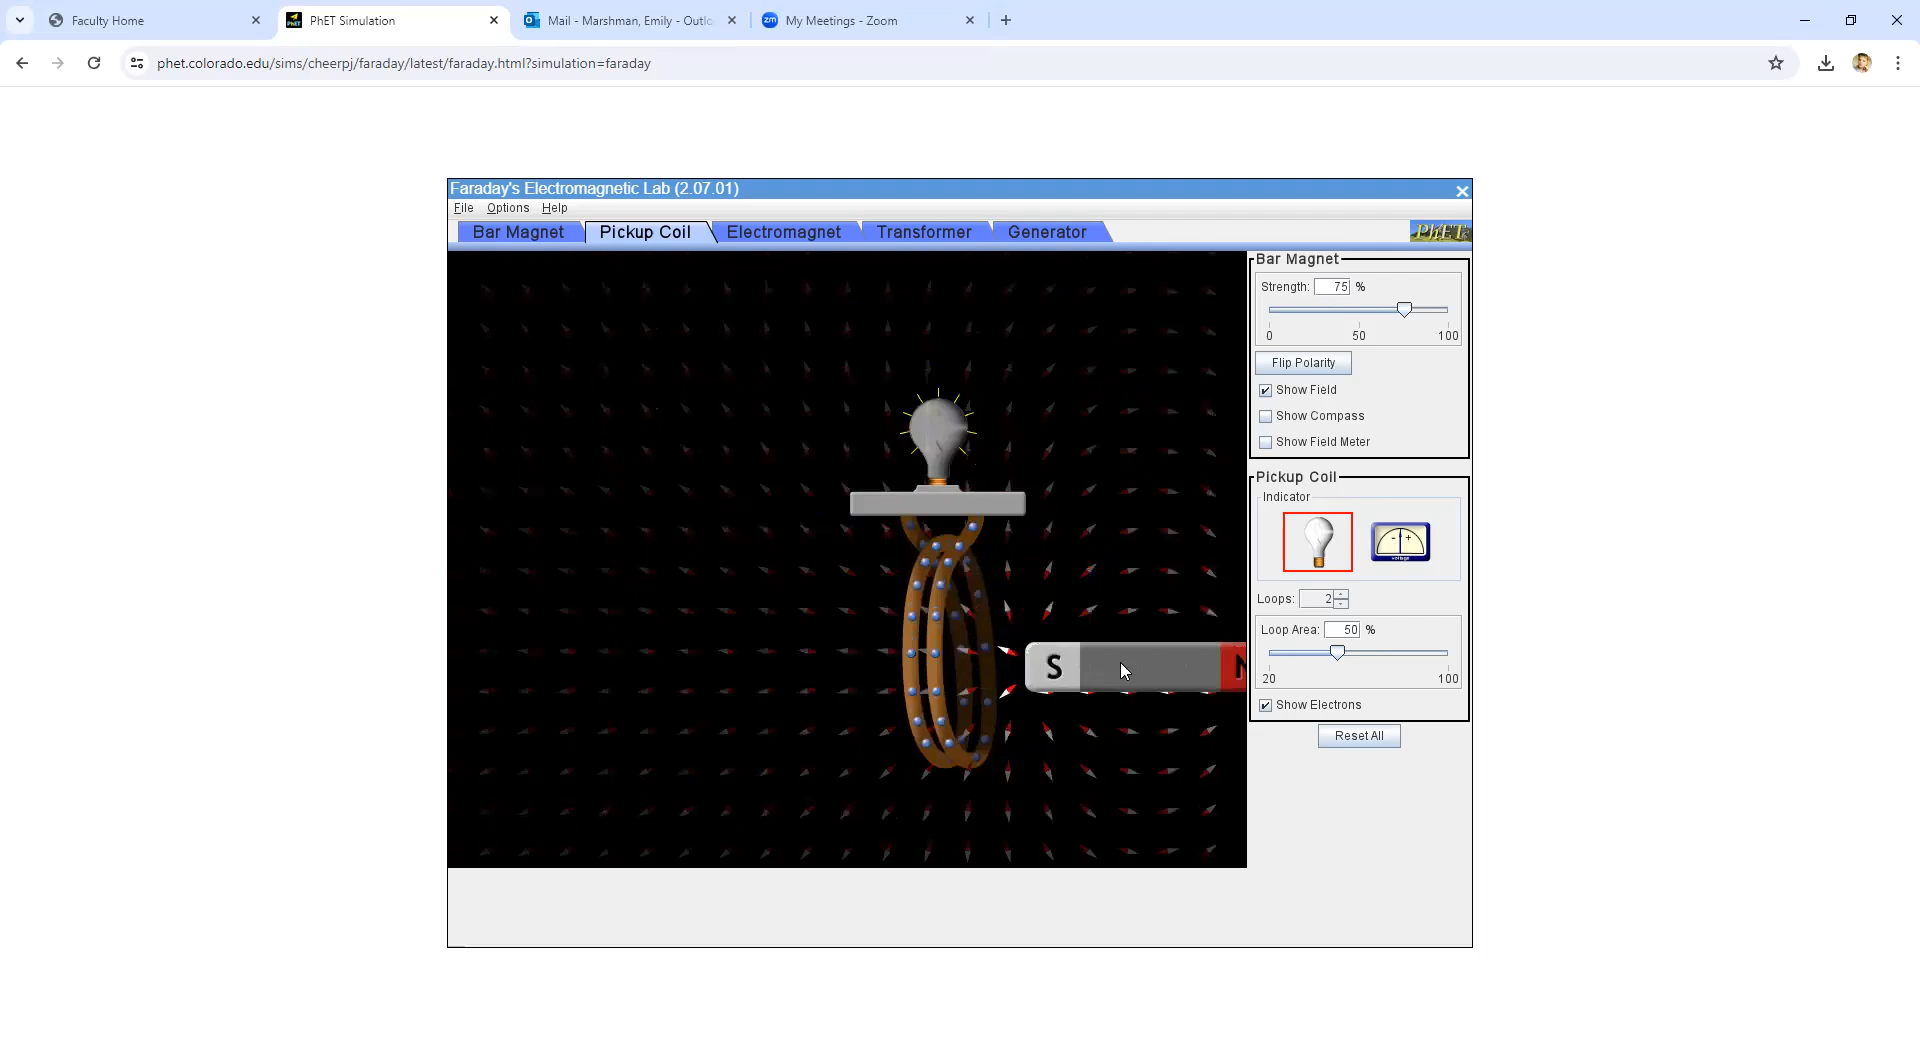 Faculty Home
PhET Simulation
Mail - Marshman, Emily - Outlo
zm My Meetings - Zoom
phet.colorado.edu/sims/cheerpj/faraday/latest/faraday.html?simulation=faraday
Faraday's Electromagnetic Lab (2.07.01)
File Options Help
Bar Magnet Pickup Coil Electromagnet Transformer Generator
PhET
Bar Magnet
Strength: 75 %
0 50 100
Flip Polarity
Show Field
Show Compass
Show Field Meter
Pickup Coil
Indicator
- +
voltage
Loops: 2
Loop Area: 50 %
20 100
Show Electrons
Reset All
S N